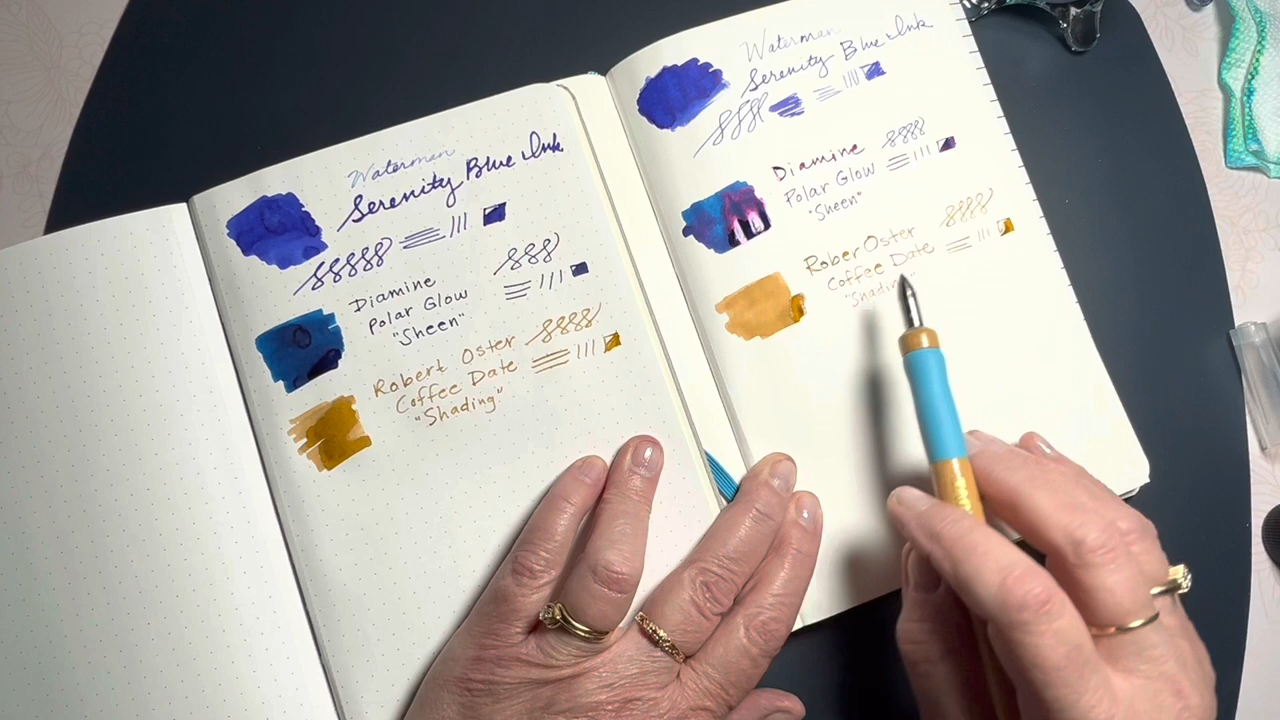 Waterman
Serenity Blue Ink
Diamine
Polar Glow
"Sheen"
Robert Oster
Coffee Date
"Shading"
Waterman
Serenity Blue Ink
Diamine
Polar Glow
"Sheen"
Rober Oster
Coffee Date
"Shading"